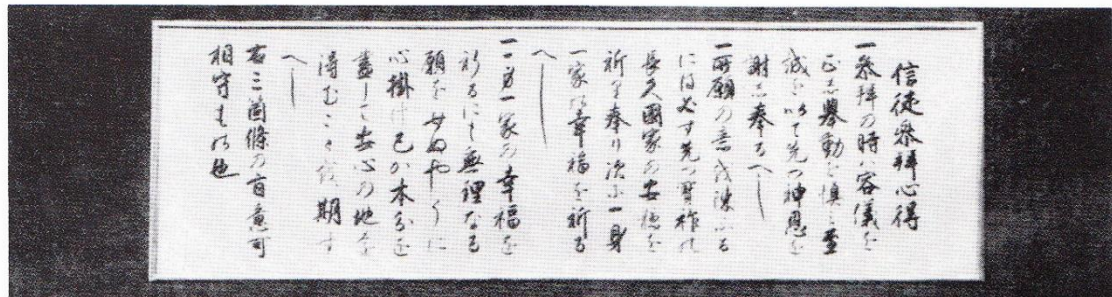 信徒参拝心得
一参拝の時ハ容儀を
正し挙動を慎ミ至
誠を以て先つ神恩を
謝し奉るへし
一所願の意を陳ふる
には必す先つ宝祚の
長久國家の安穏を
祈り奉り次に一身
一家の幸福を祈る
へし
一一身一家の幸福を
祈るにも無理なる
願をせぬやうに
心掛け己か本分を
盡して安心の地を
得むことを期す
へし
右三箇條の旨意可
相守もの也